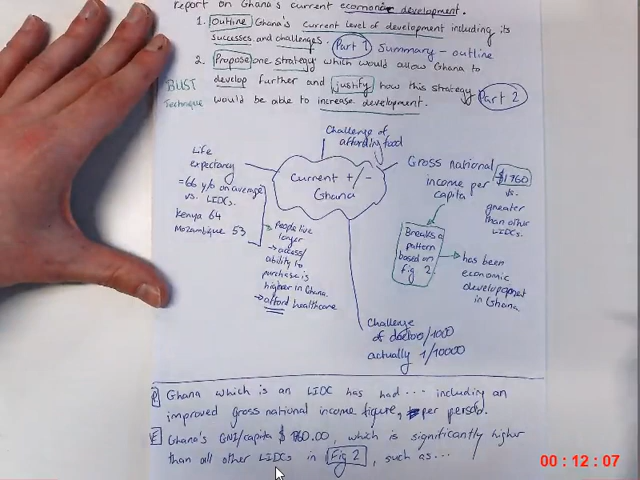 report on Ghana's current economic development.
1. Outline Ghana's current level of development including its
successes and challenges. Part 1 Summary - outline
2. Propose one strategy which would allow Ghana to
develop further and justify how this strategy Part 2
would be able to increase development.
BUST
Technique
Challenge of
affording food
Life
expectancy
=66 y/o on average
vs. LIDCs.
Kenya 64
Mozambique 53
Current +/-
Ghana
Gross national $1760
income per
capita
vs.
greater
than other
LIDCs.
People live
longer
→ access/
ability to
purchase is
higher in Ghana
→ afford healthcare
Breaks a
pattern
based on
fig 2.
has been
economic
development
in Ghana.
Challenge
of doctor/1000
actually 1/10000
P Ghana which is an LIDC has had... including an
improved gross national income figure, per person.
E Ghana's GNI/capita $1760.00, which is significantly higher
than all other LIDCs in Fig 2, such as...
00:12:07